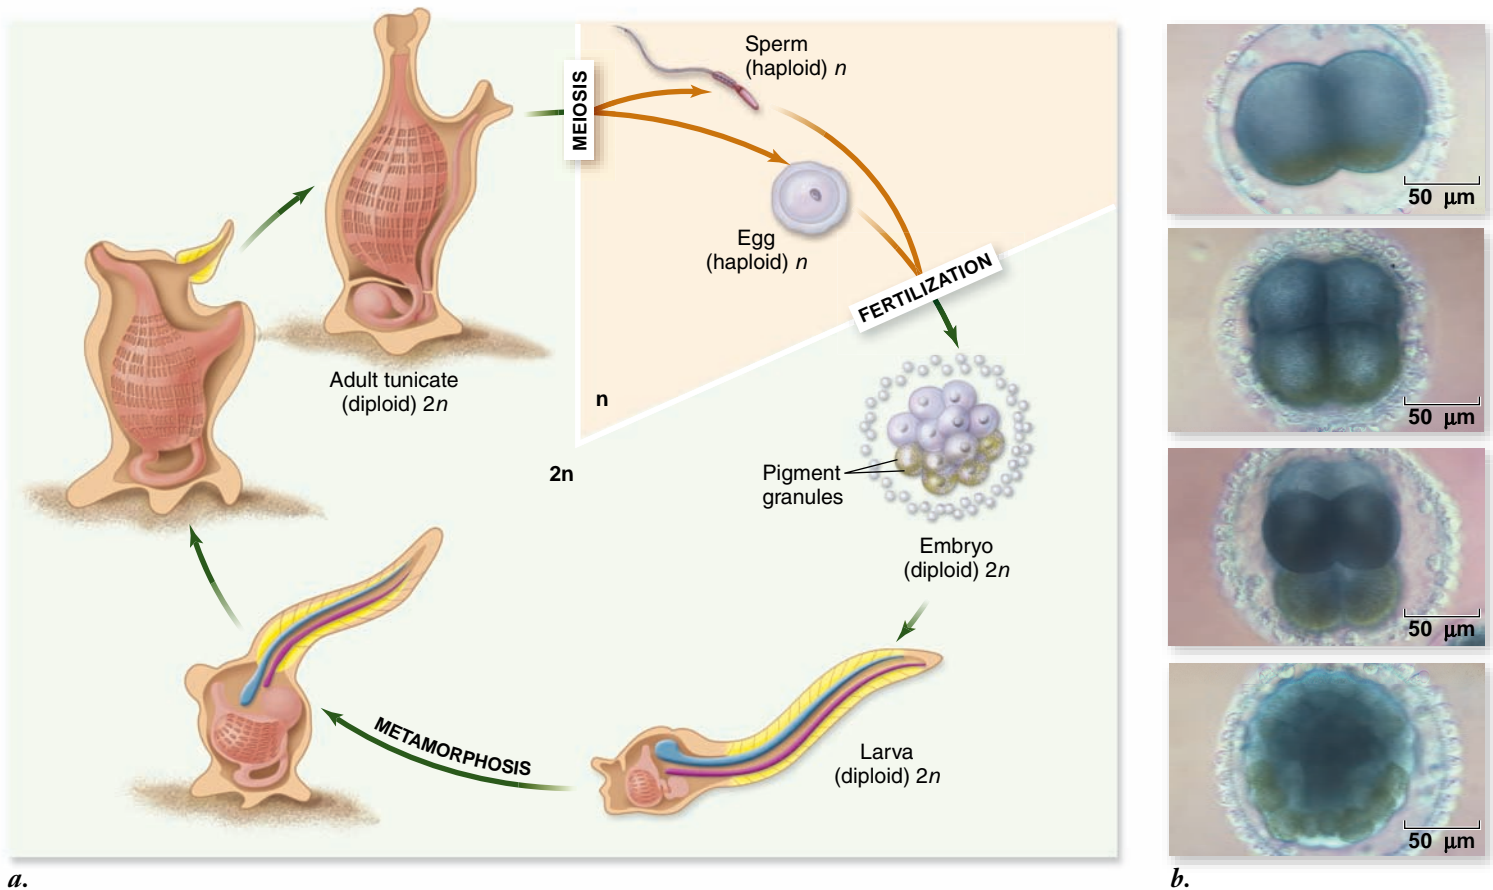 MEIOSIS
Sperm
(haploid) n
Egg
(haploid) n
FERTILIZATION
n
2n
Adult tunicate
(diploid) 2n
Pigment
granules
Embryo
(diploid) 2n
Larva
(diploid) 2n
METAMORPHOSIS
a.
50 µm
50 µm
50 µm
50 µm
b.